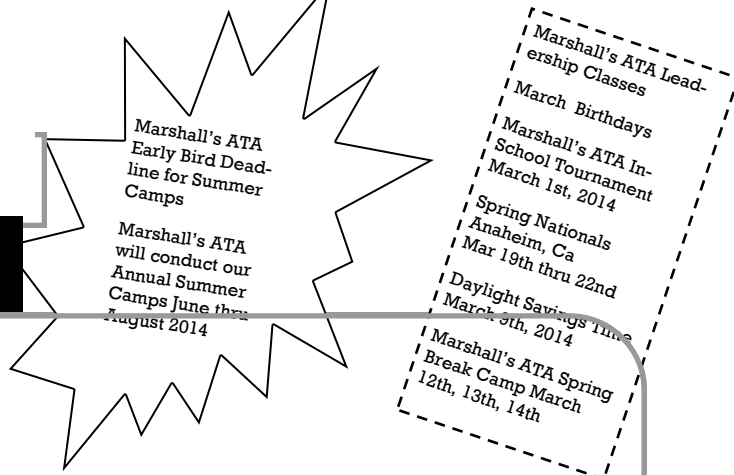 Marshall's ATA
Early Bird Dead-
line for Summer
Camps
Marshall's ATA
will conduct our
Annual Summer
Camps June thru
August 2014
Marshall's ATA Lead-
ership Classes
March Birthdays
Marshall's ATA In-
School Tournament
March 1st, 2014
Spring Nationals
Anaheim, Ca
Mar 19th thru 22nd
Daylight Savings Time
March 9th, 2014
Marshall's ATA Spring
Break Camp March
12th, 13th, 14th